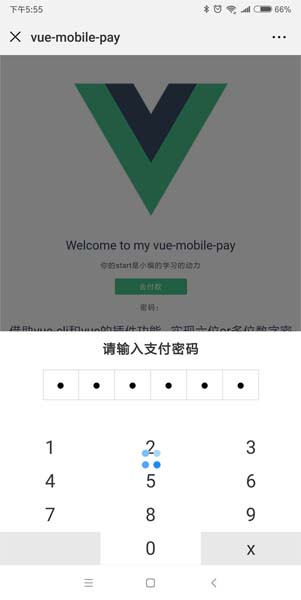 下午5:55
66%
vue-mobile-pay
Welcome to my vue-mobile-pay
你的start是小编的学习的动力
去付款
密码：
借助vue-cli和vue的插件功能，实现六位or多位数字密
请输入支付密码
1 2 3
4 5 6
7 8 9
0 x